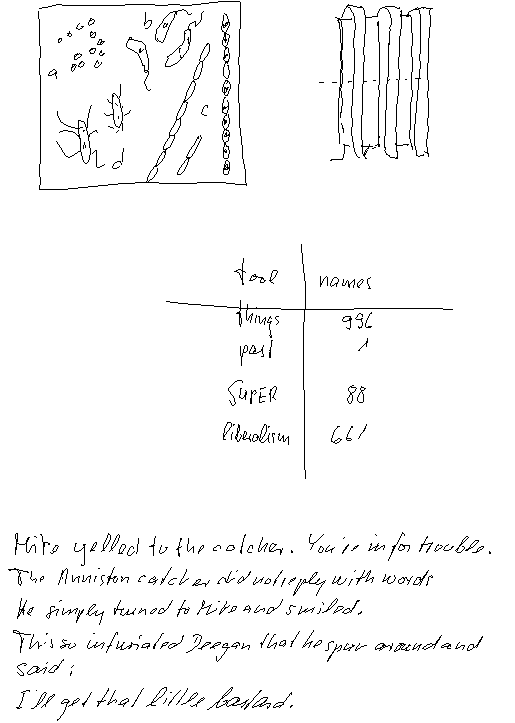 a
b
c
d
tool names
things 996
past 1
SUPER 88
liberalism 661
Mike yelled to the catcher. You're in for trouble.
The Anniston catcher did not reply with words
He simply turned to Mike and smiled.
This so infuriated Deegan that he spun around and
said:
I'll get that little bastard.